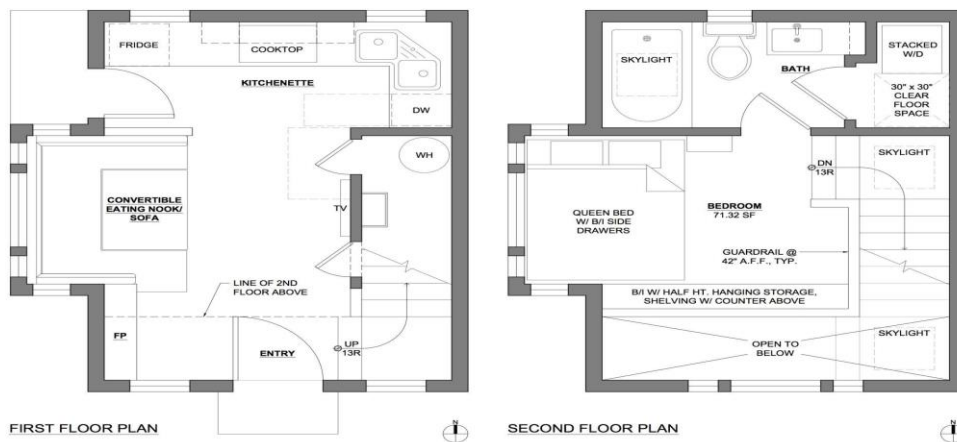 FRIDGE
COOKTOP
KITCHENETTE
DW
WH
CONVERTIBLE
EATING NOOK/
SOFA
TV
LINE OF 2ND
FLOOR ABOVE
FP
ENTRY
UP
13R
FIRST FLOOR PLAN
N
SKYLIGHT
BATH
STACKED
W/D
30" x 30"
CLEAR
FLOOR
SPACE
DN
13R
SKYLIGHT
BEDROOM
71.32 SF
QUEEN BED
W/ B/I SIDE
DRAWERS
GUARDRAIL @
42" A.F.F., TYP.
B/I W/ HALF HT. HANGING STORAGE,
SHELVING W/ COUNTER ABOVE
OPEN TO
BELOW
SKYLIGHT
SECOND FLOOR PLAN
N